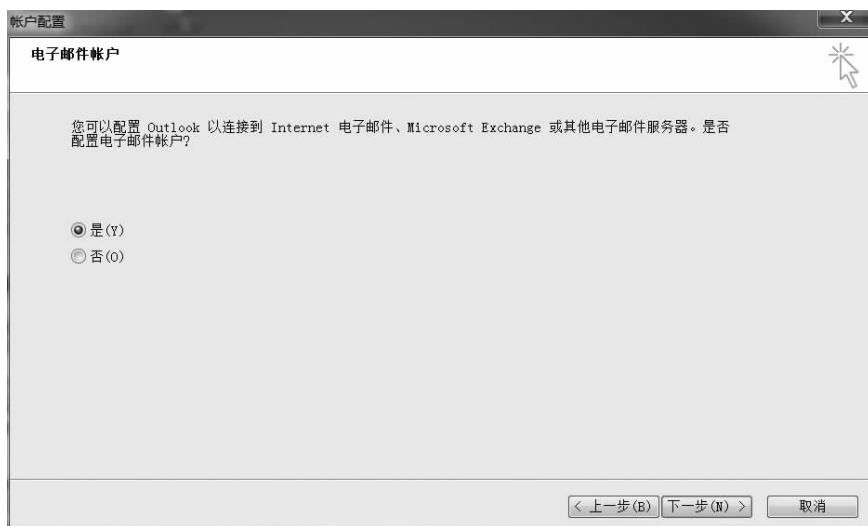 帐户配置
电子邮件帐户
您可以配置 Outlook 以连接到 Internet 电子邮件、Microsoft Exchange 或其他电子邮件服务器。是否
配置电子邮件帐户?
是(Y)
否(O)
< 上一步(B) 下一步(N) > 取消